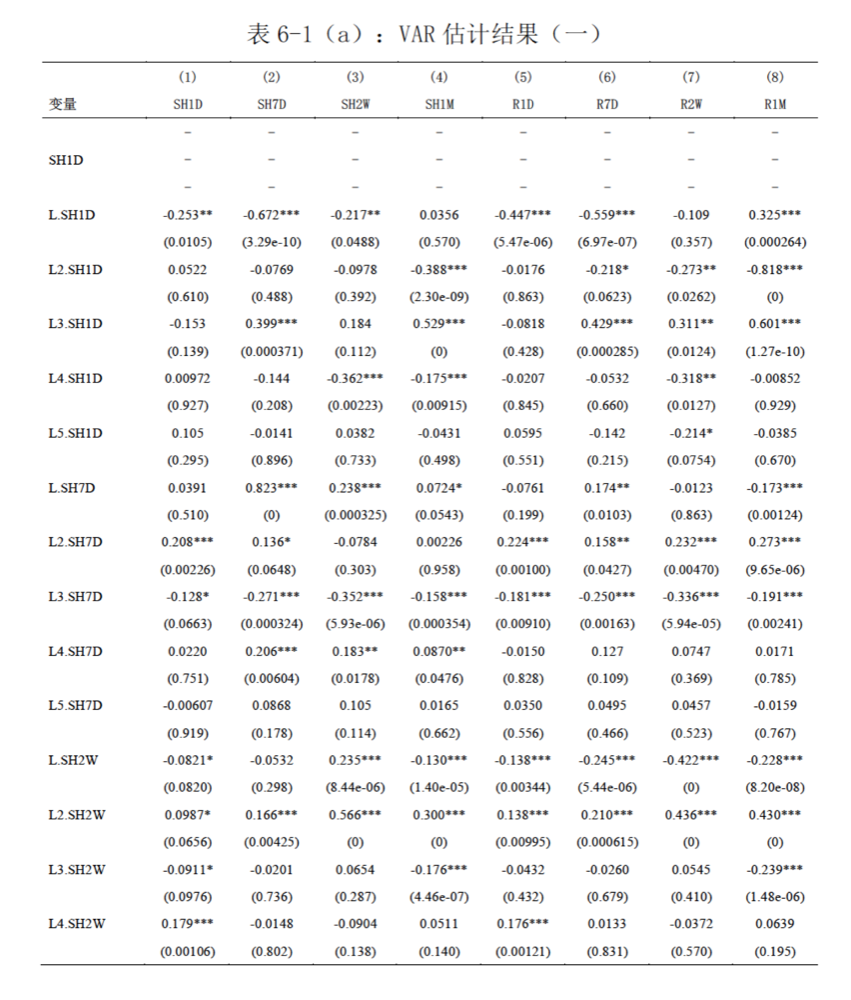 表 6-1（a）：VAR 估计结果（一）
(1) (2) (3) (4) (5) (6) (7) (8)
变量 SH1D SH7D SH2W SH1M R1D R7D R2W R1M
– – – – – – – –
SH1D – – – – – – – –
– – – – – – – –
L.SH1D -0.253** -0.672*** -0.217** 0.0356 -0.447*** -0.559*** -0.109 0.325***
(0.0105) (3.29e-10) (0.0488) (0.570) (5.47e-06) (6.97e-07) (0.357) (0.000264)
L2.SH1D 0.0522 -0.0769 -0.0978 -0.388*** -0.0176 -0.218* -0.273** -0.818***
(0.610) (0.488) (0.392) (2.30e-09) (0.863) (0.0623) (0.0262) (0)
L3.SH1D -0.153 0.399*** 0.184 0.529*** -0.0818 0.429*** 0.311** 0.601***
(0.139) (0.000371) (0.112) (0) (0.428) (0.000285) (0.0124) (1.27e-10)
L4.SH1D 0.00972 -0.144 -0.362*** -0.175*** -0.0207 -0.0532 -0.318** -0.00852
(0.927) (0.208) (0.00223) (0.00915) (0.845) (0.660) (0.0127) (0.929)
L5.SH1D 0.105 -0.0141 0.0382 -0.0431 0.0595 -0.142 -0.214* -0.0385
(0.295) (0.896) (0.733) (0.498) (0.551) (0.215) (0.0754) (0.670)
L.SH7D 0.0391 0.823*** 0.238*** 0.0724* -0.0761 0.174** -0.0123 -0.173***
(0.510) (0) (0.000325) (0.0543) (0.199) (0.0103) (0.863) (0.00124)
L2.SH7D 0.208*** 0.136* -0.0784 0.00226 0.224*** 0.158** 0.232*** 0.273***
(0.00226) (0.0648) (0.303) (0.958) (0.00100) (0.0427) (0.00470) (9.65e-06)
L3.SH7D -0.128* -0.271*** -0.352*** -0.158*** -0.181*** -0.250*** -0.336*** -0.191***
(0.0663) (0.000324) (5.93e-06) (0.000354) (0.00910) (0.00163) (5.94e-05) (0.00241)
L4.SH7D 0.0220 0.206*** 0.183** 0.0870** -0.0150 0.127 0.0747 0.0171
(0.751) (0.00604) (0.0178) (0.0476) (0.828) (0.109) (0.369) (0.785)
L5.SH7D -0.00607 0.0868 0.105 0.0165 0.0350 0.0495 0.0457 -0.0159
(0.919) (0.178) (0.114) (0.662) (0.556) (0.466) (0.523) (0.767)
L.SH2W -0.0821* -0.0532 0.235*** -0.130*** -0.138*** -0.245*** -0.422*** -0.228***
(0.0820) (0.298) (8.44e-06) (1.40e-05) (0.00344) (5.44e-06) (0) (8.20e-08)
L2.SH2W 0.0987* 0.166*** 0.566*** 0.300*** 0.138*** 0.210*** 0.436*** 0.430***
(0.0656) (0.00425) (0) (0) (0.00995) (0.000615) (0) (0)
L3.SH2W -0.0911* -0.0201 0.0654 -0.176*** -0.0432 -0.0260 0.0545 -0.239***
(0.0976) (0.736) (0.287) (4.46e-07) (0.432) (0.679) (0.410) (1.48e-06)
L4.SH2W 0.179*** -0.0148 -0.0904 0.0511 0.176*** 0.0133 -0.0372 0.0639
(0.00106) (0.802) (0.138) (0.140) (0.00121) (0.831) (0.570) (0.195)